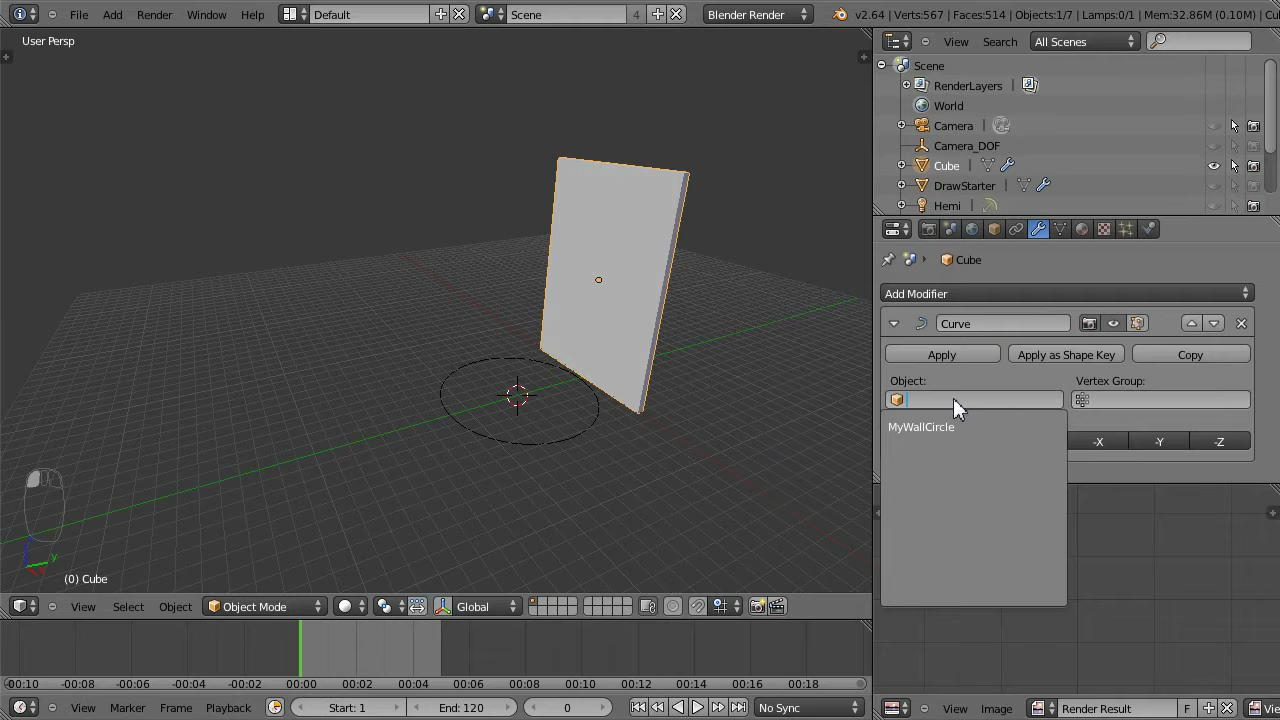 File Add Render Window Help Default Scene 4 Blender Render v2.64 | Verts:567 | Faces:514 | Objects:1/7 | Lamps:0/1 | Mem:32.86M (0.10M) | Cu
User Persp
View Search All Scenes
Scene
RenderLayers |
World
Camera |
Camera_DOF
Cube |
DrawStarter |
Hemi |
Cube
Add Modifier
Curve
Apply Apply as Shape Key Copy
Object: Vertex Group:
MyWallCircle
-X -Y -Z
y
(0) Cube
View Select Object Object Mode Global
-00:10 -00:08 -00:06 -00:04 -00:02 00:00 00:02 00:04 00:06 00:08 00:10 00:12 00:14 00:16 00:18
View Marker Frame Playback Start: 1 End: 120 0 No Sync
View Image Render Result F Vie